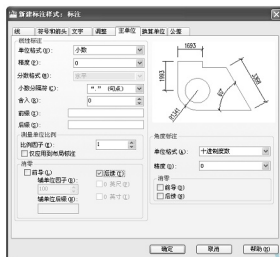 新建标注样式: 标注
线 符号和箭头 文字 调整 主单位 换算单位 公差
线性标注
单位格式(U): 小数
精度(P): 0
分数格式(M): 水平
小数分隔符(C): “.”(句点)
舍入(R): 0
前缀(X):
后缀(S):
测量单位比例
比例因子(E): 1
仅应用到布局标注
消零
前导(L) 后续(T)
辅单位因子(B): 0 英尺(F)
100
辅单位后缀(N): 0 英寸(I)
1693
1993
3368
60°
R1341
角度标注
单位格式(A): 十进制度数
精度(O): 0
消零
前导(D)
后续(N)
确定 取消 帮助(H)